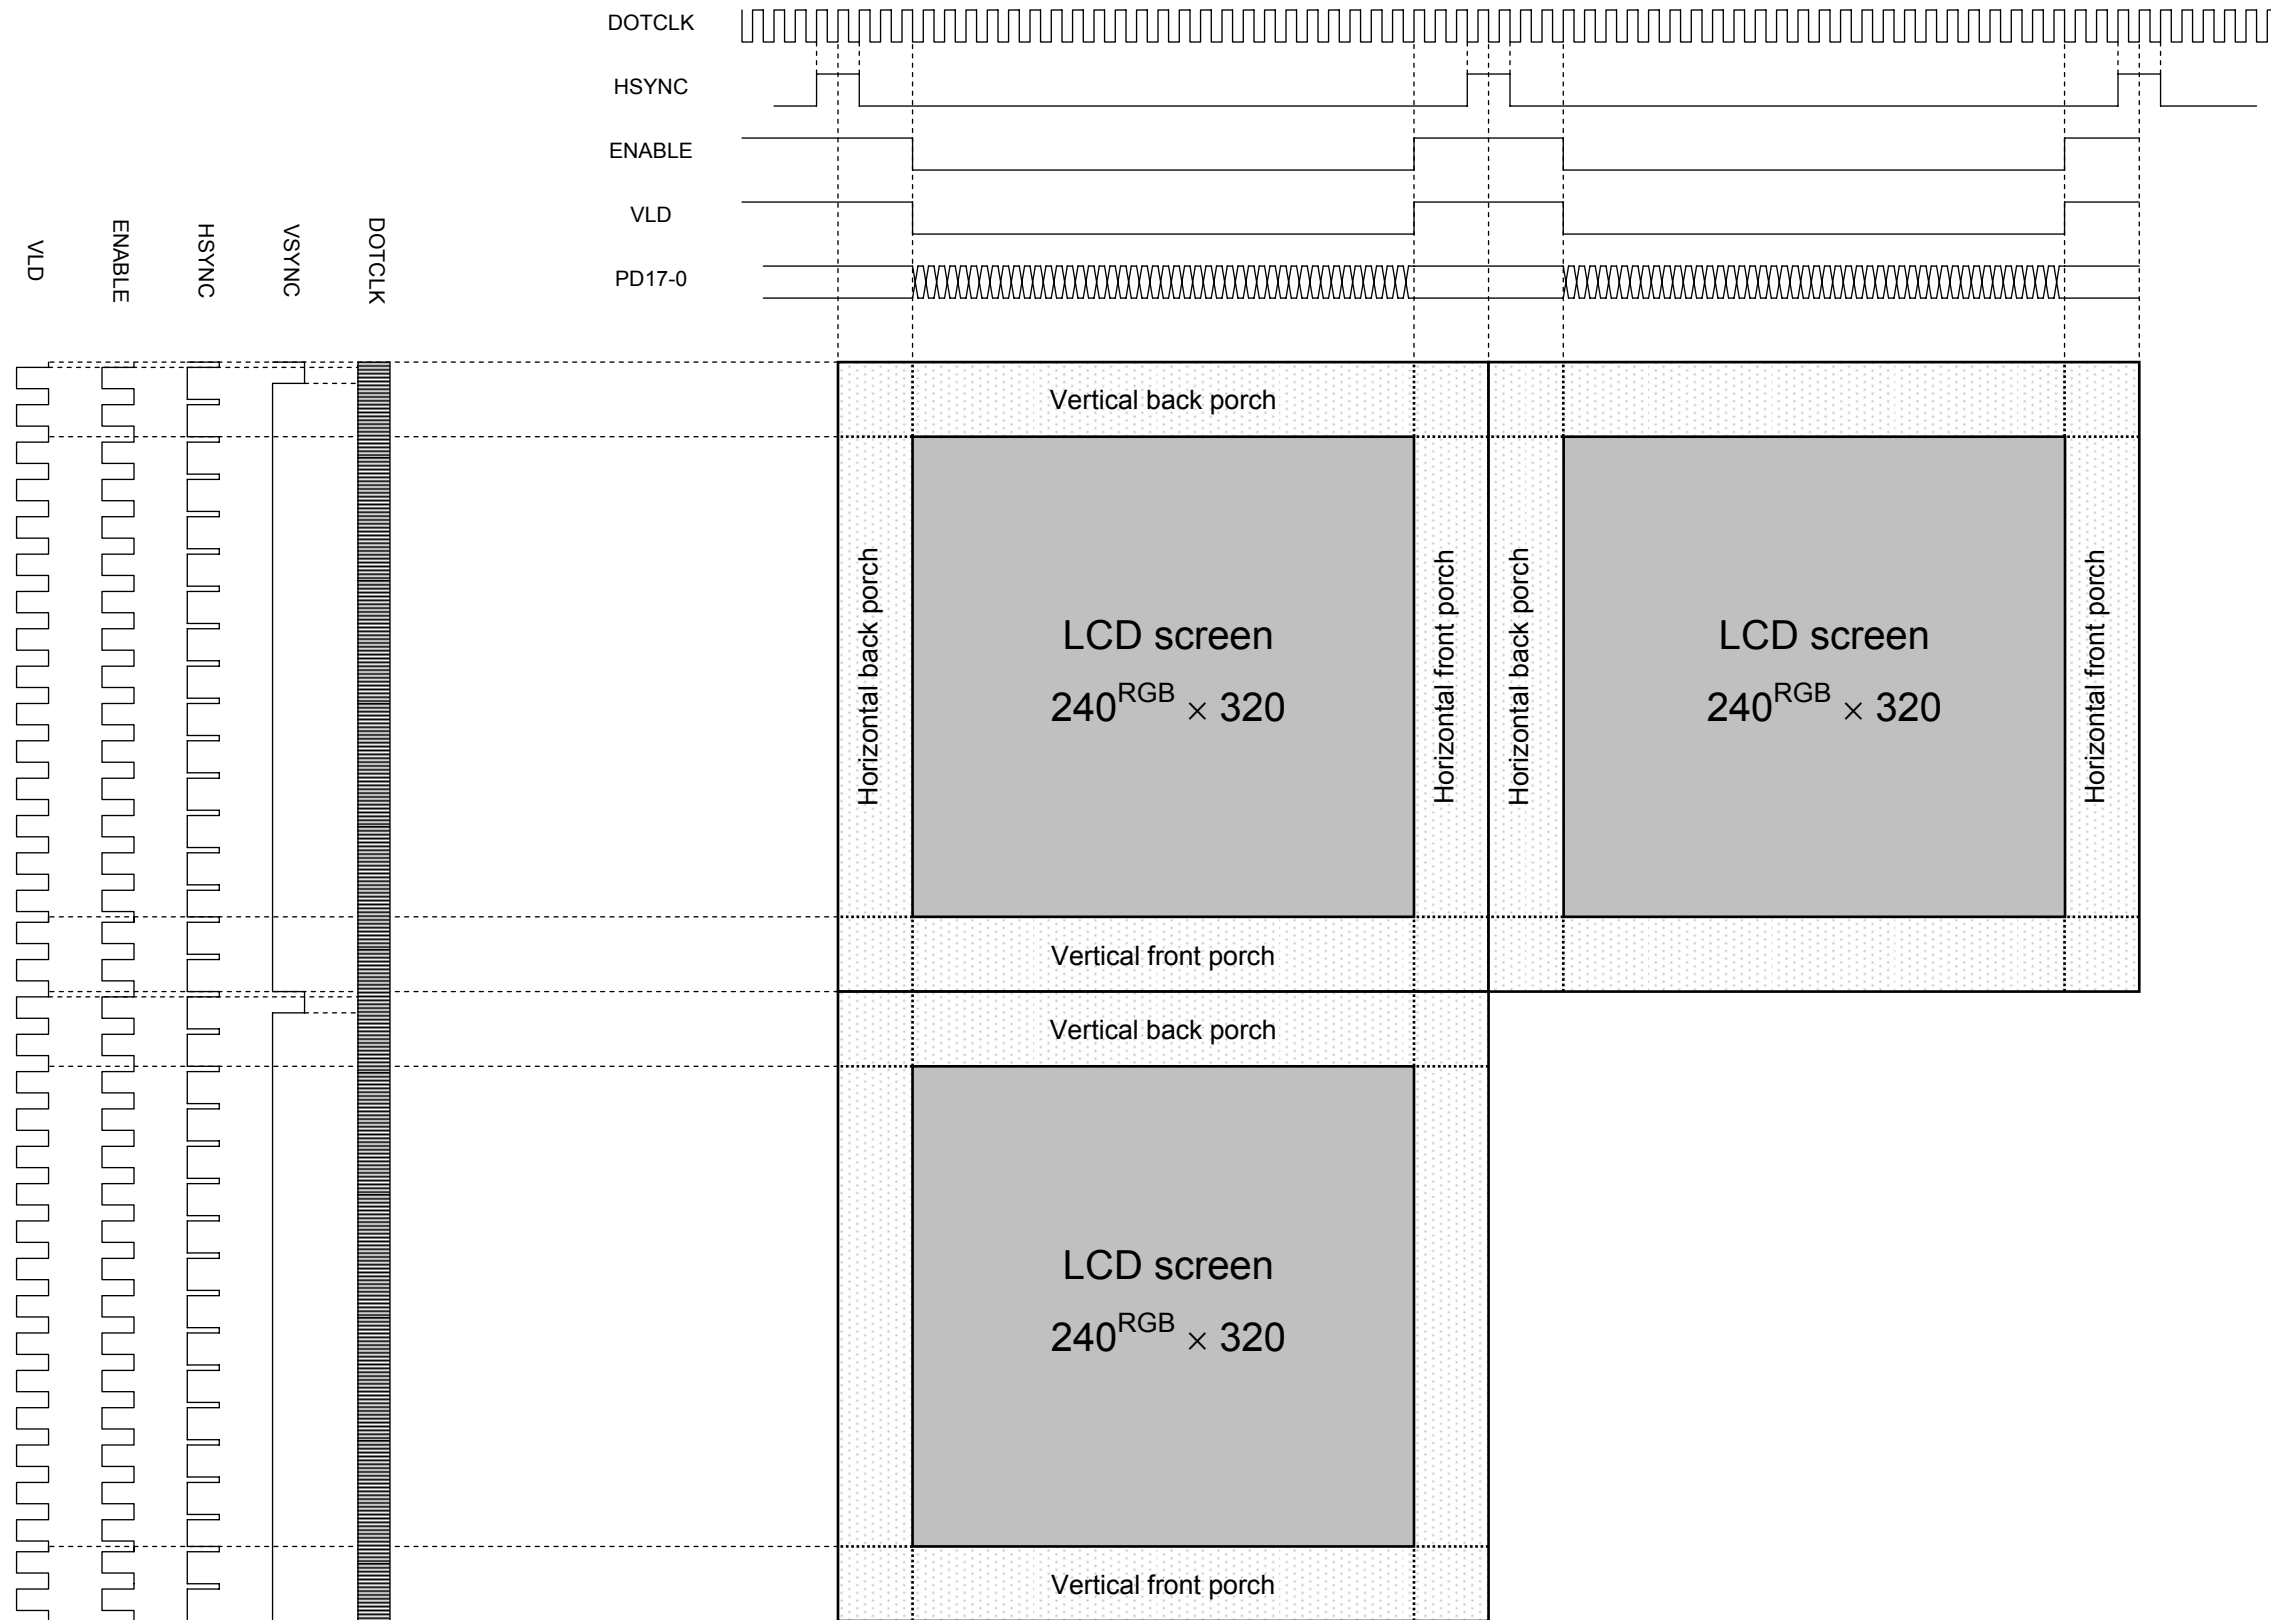 DOTCLK
HSYNC
ENABLE
VLD
PD17-0
VLD
ENABLE
HSYNC
VSYNC
DOTCLK
Vertical back porch
Horizontal back porch
LCD screen
240RGB × 320
Horizontal front porch
Horizontal back porch
LCD screen
240RGB × 320
Horizontal front porch
Vertical front porch
Vertical back porch
LCD screen
240RGB × 320
Vertical front porch